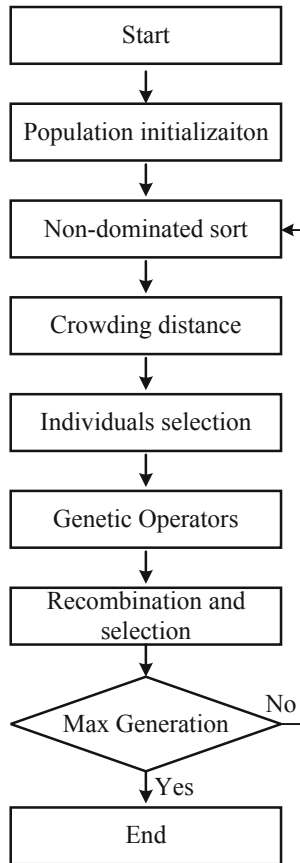 Start
Population initializaiton
Non-dominated sort
Crowding distance
Individuals selection
Genetic Operators
Recombination and
selection
Max Generation
No
Yes
End